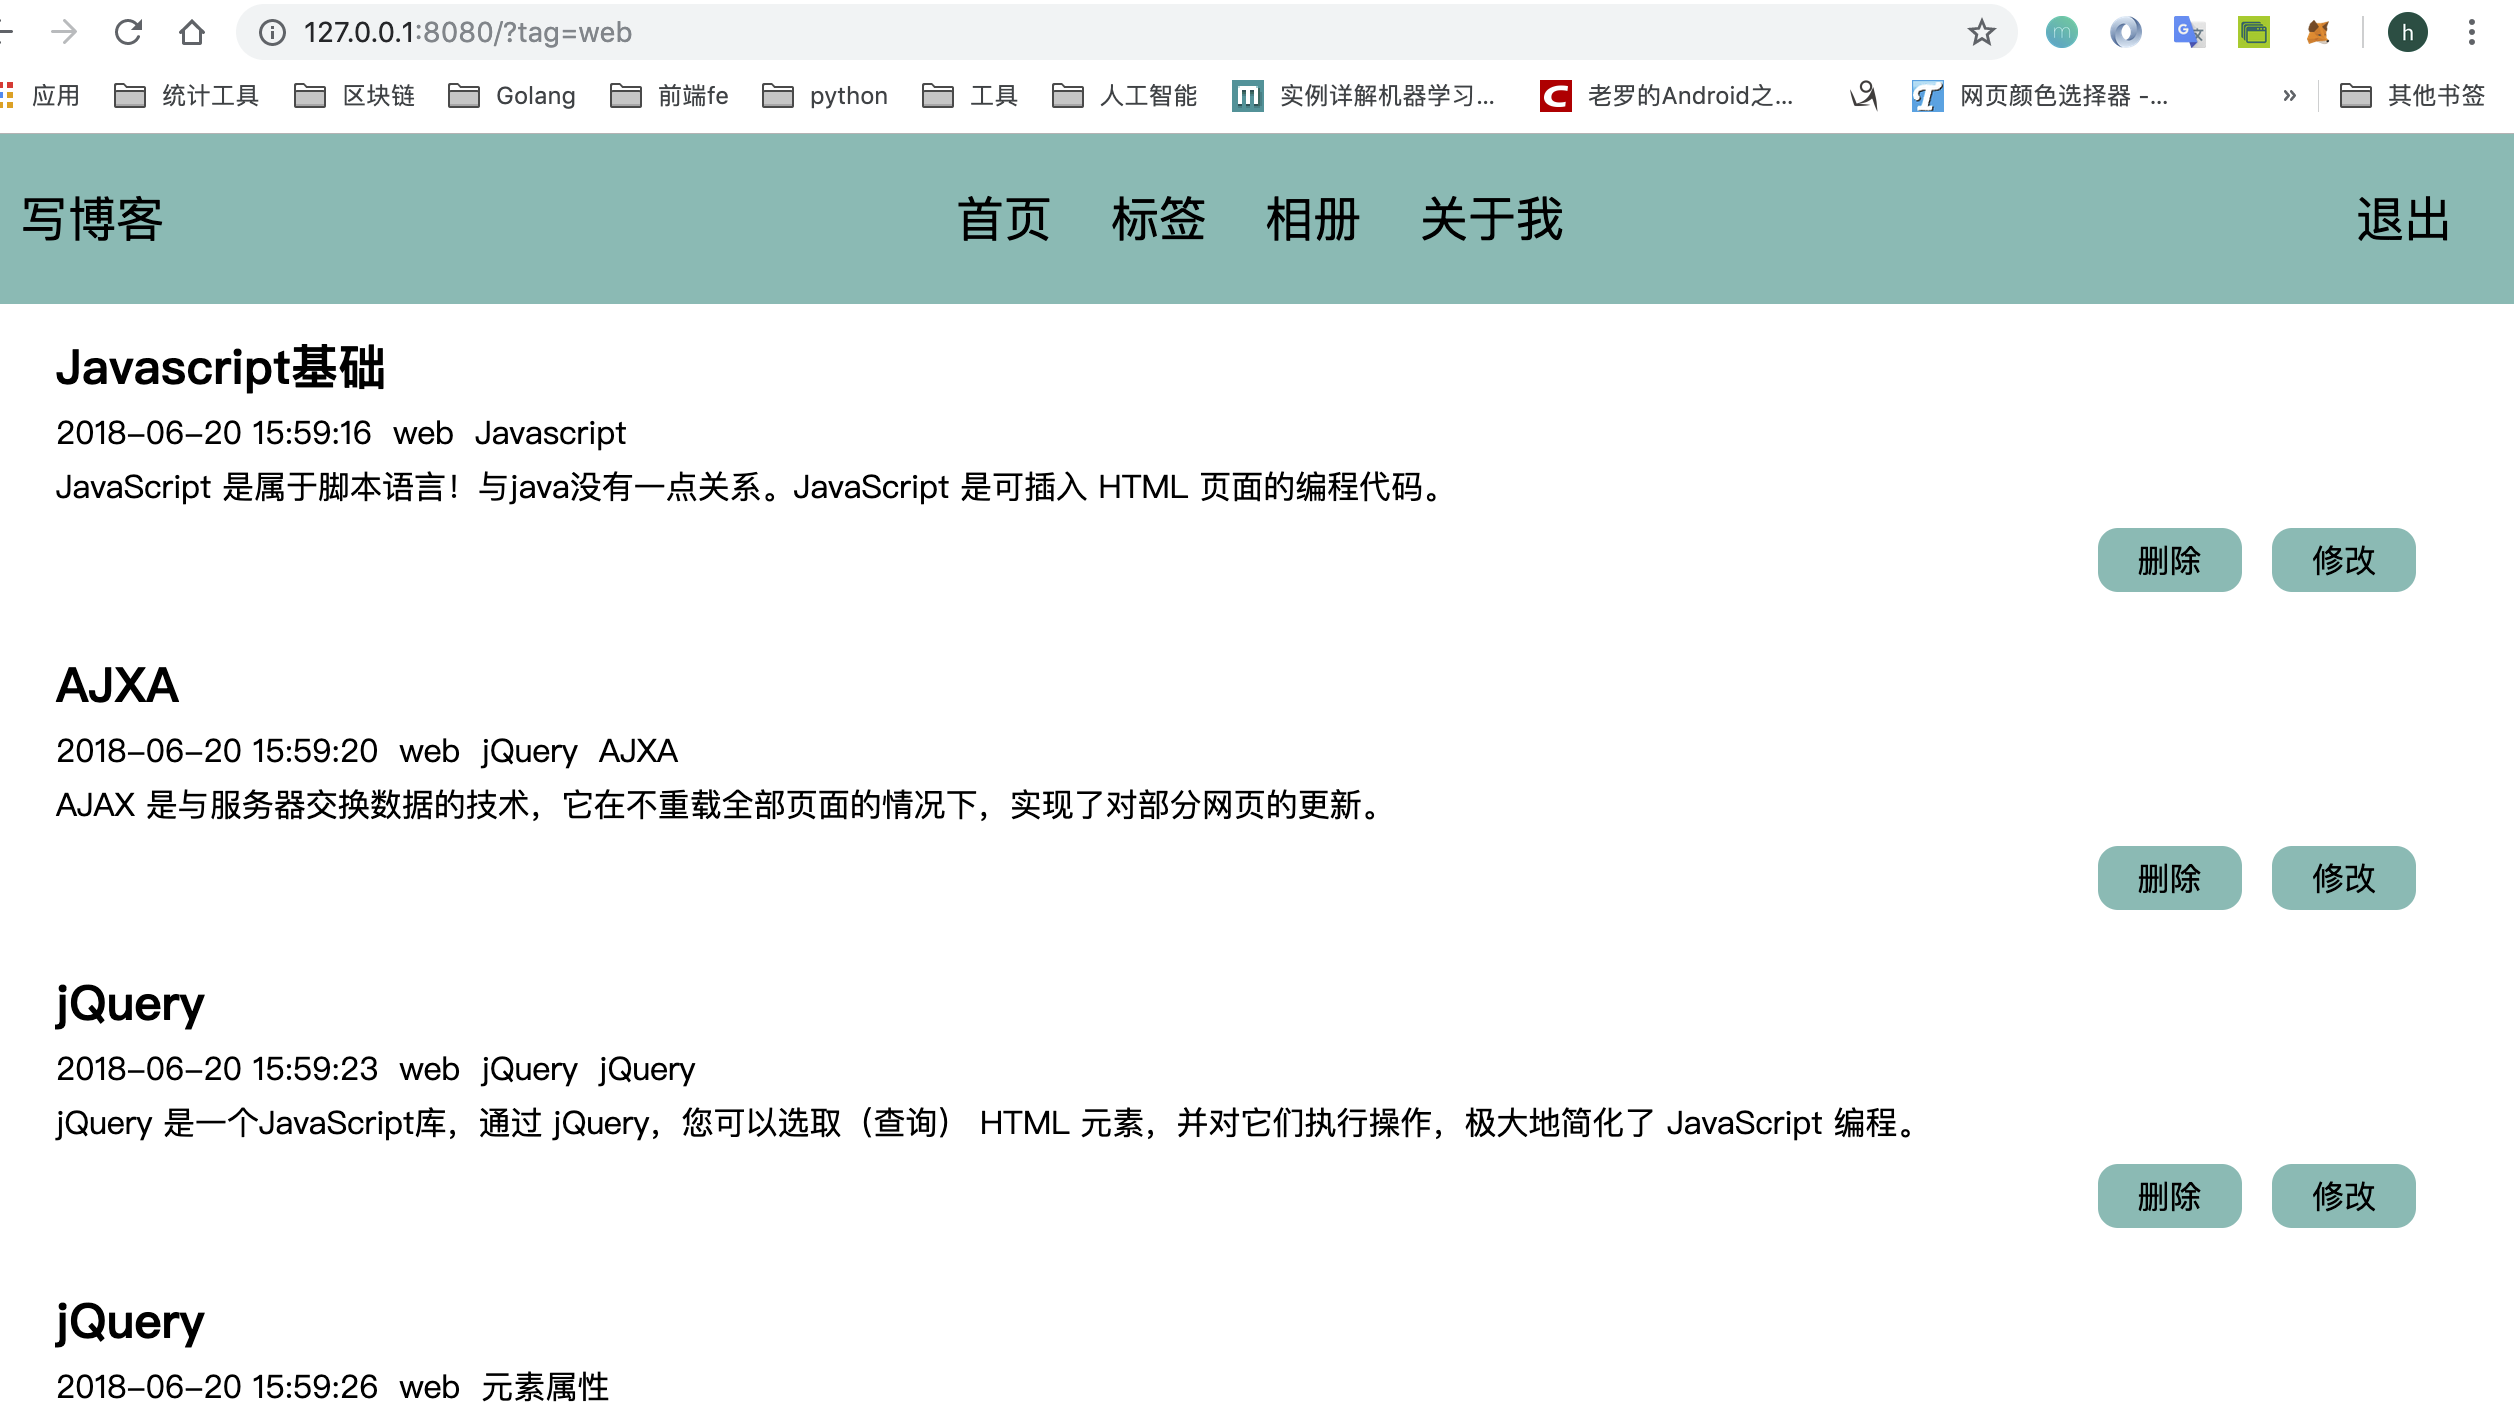 127.0.0.1:8080/?tag=web
h
应用 统计工具 区块链 Golang 前端fe python 工具 人工智能 实例详解机器学习... 老罗的Android之... 网页颜色选择器 -... » 其他书签
写博客 首页 标签 相册 关于我 退出
Javascript基础
2018-06-20 15:59:16 web Javascript
JavaScript 是属于脚本语言！与java没有一点关系。JavaScript 是可插入 HTML 页面的编程代码。
删除 修改
AJXA
2018-06-20 15:59:20 web jQuery AJXA
AJAX 是与服务器交换数据的技术，它在不重载全部页面的情况下，实现了对部分网页的更新。
删除 修改
jQuery
2018-06-20 15:59:23 web jQuery jQuery
jQuery 是一个JavaScript库，通过 jQuery，您可以选取（查询） HTML 元素，并对它们执行操作，极大地简化了 JavaScript 编程。
删除 修改
jQuery
2018-06-20 15:59:26 web 元素属性